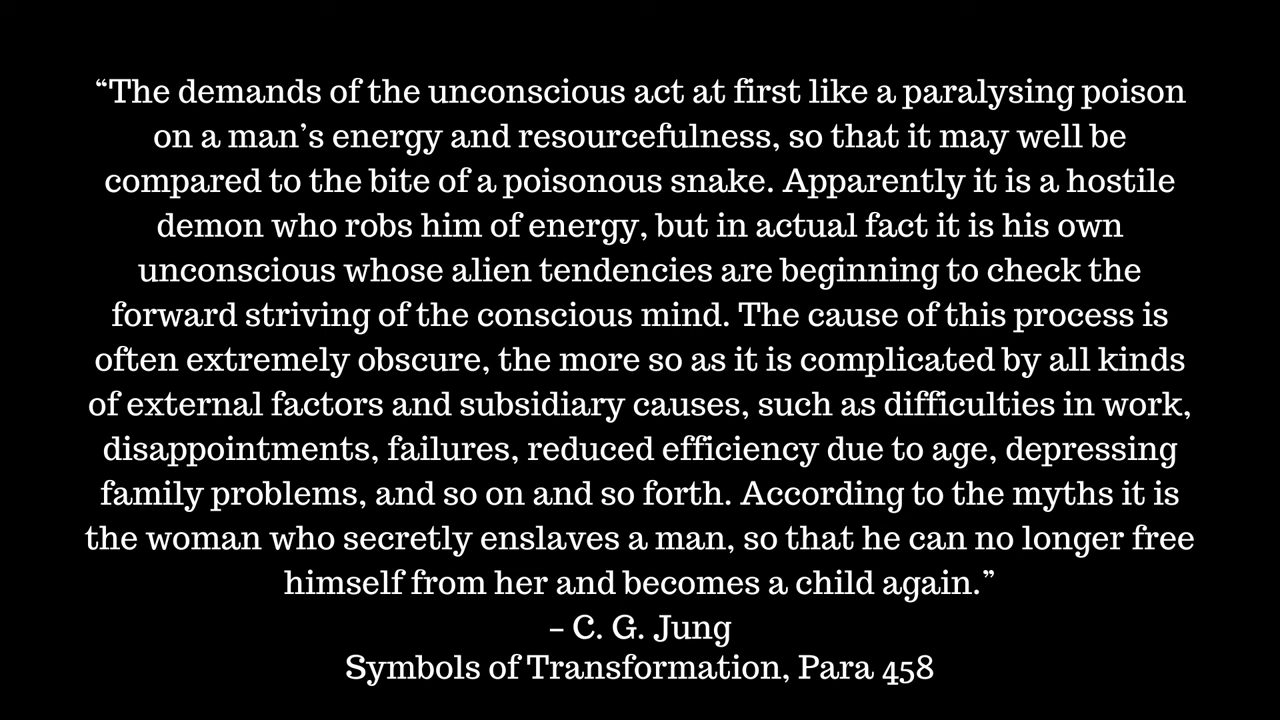 “The demands of the unconscious act at first like a paralysing poison
on a man’s energy and resourcefulness, so that it may well be
compared to the bite of a poisonous snake. Apparently it is a hostile
demon who robs him of energy, but in actual fact it is his own
unconscious whose alien tendencies are beginning to check the
forward striving of the conscious mind. The cause of this process is
often extremely obscure, the more so as it is complicated by all kinds
of external factors and subsidiary causes, such as difficulties in work,
disappointments, failures, reduced efficiency due to age, depressing
family problems, and so on and so forth. According to the myths it is
the woman who secretly enslaves a man, so that he can no longer free
himself from her and becomes a child again.”
– C. G. Jung
Symbols of Transformation, Para 458